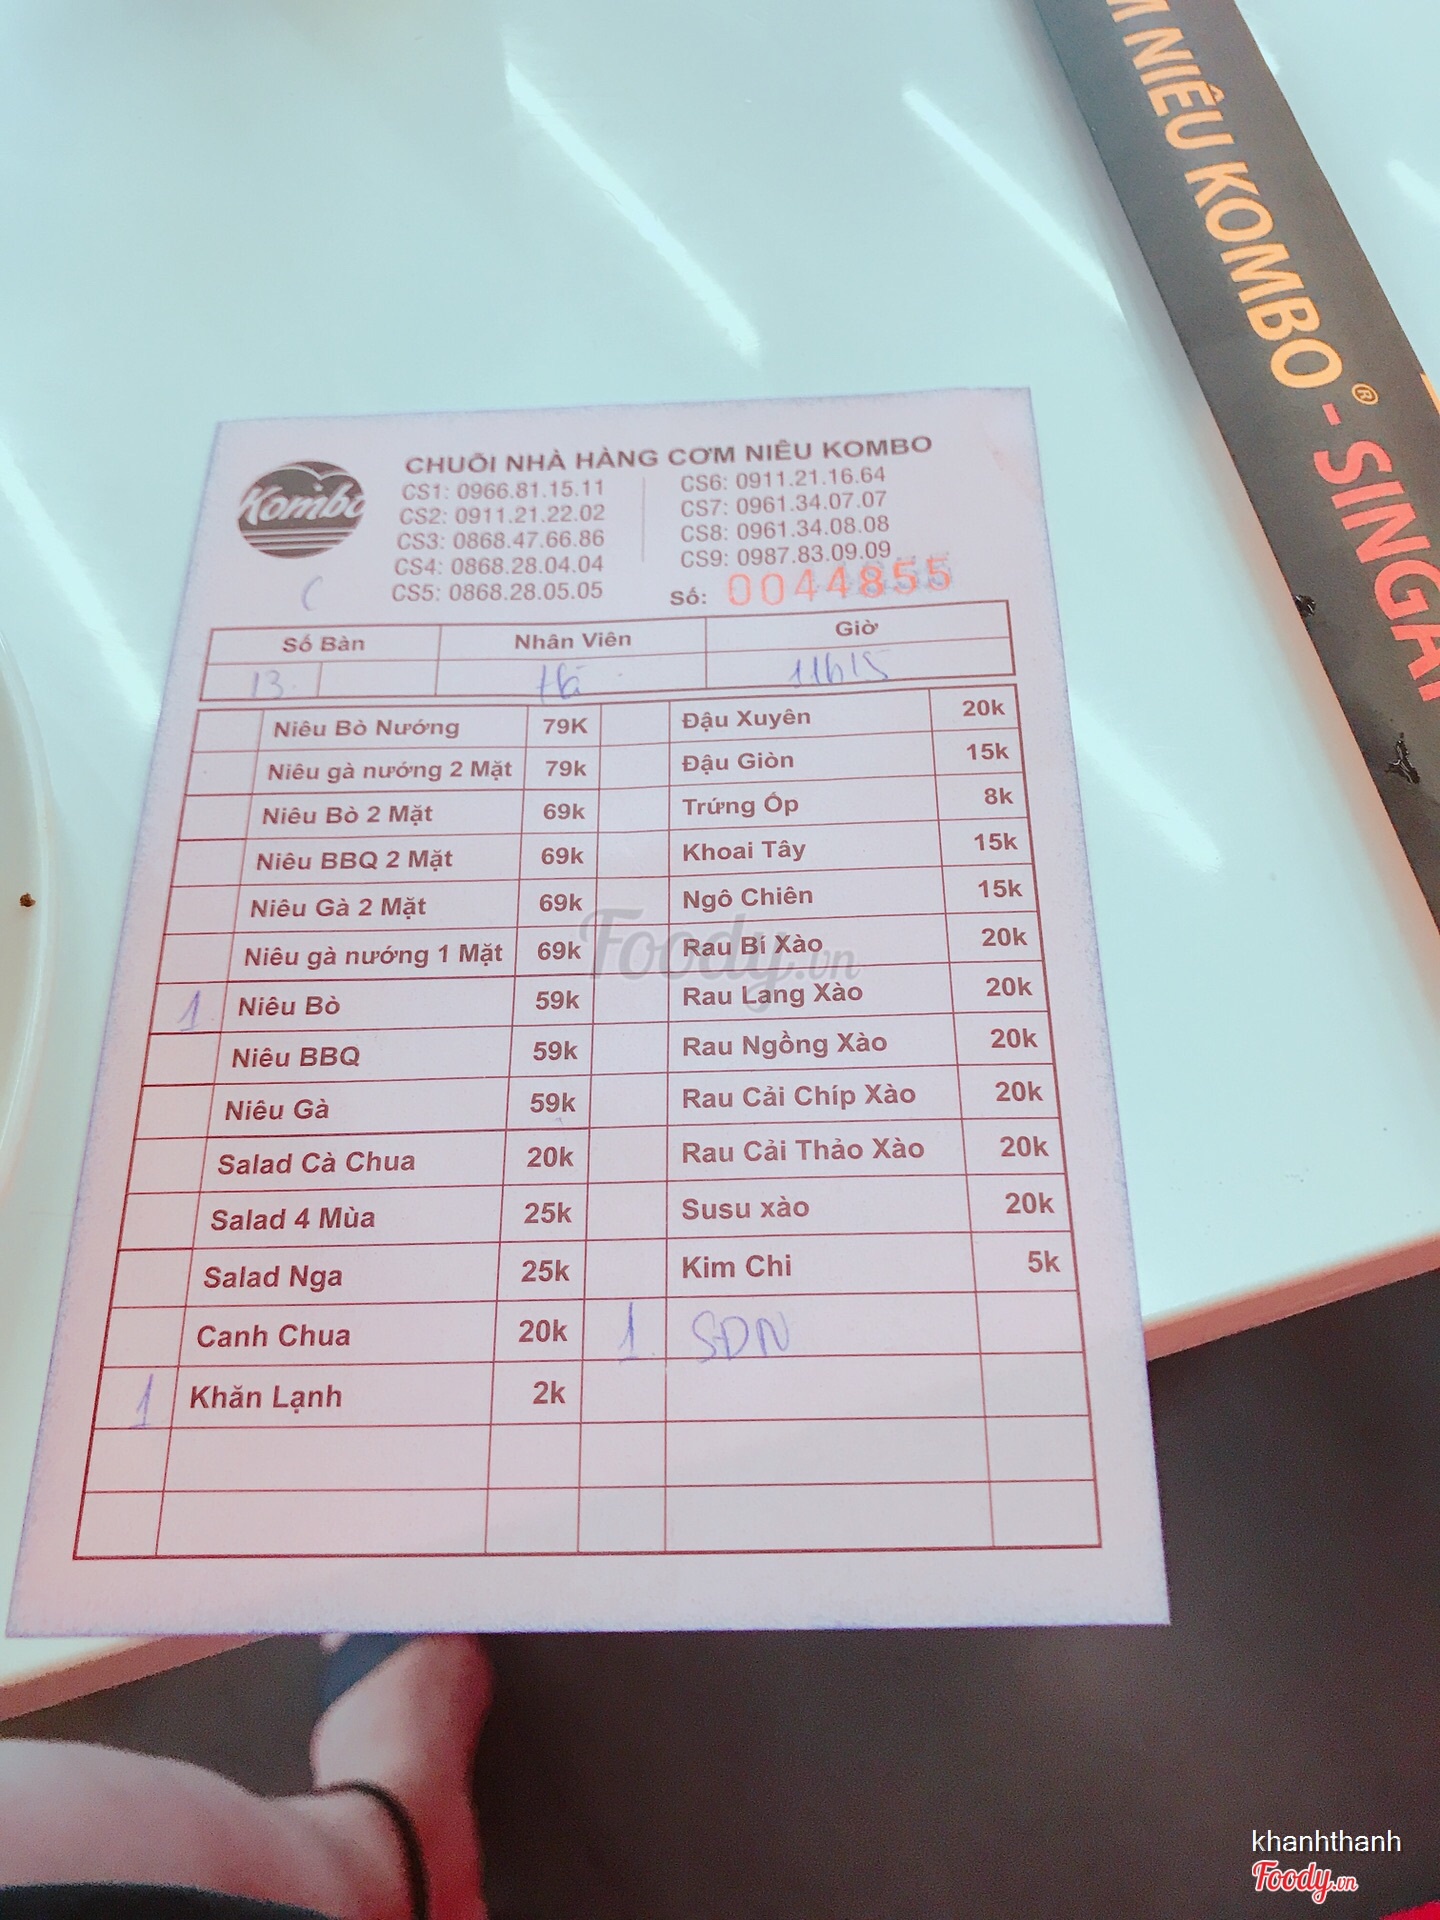 M NIÊU KOMBO® - SINGA
Kombo
CHUỖI NHÀ HÀNG CƠM NIÊU KOMBO
CS1: 0966.81.15.11
CS2: 0911.21.22.02
CS3: 0868.47.66.86
CS4: 0868.28.04.04
CS5: 0868.28.05.05
CS6: 0911.21.16.64
CS7: 0961.34.07.07
CS8: 0961.34.08.08
CS9: 0987.83.09.09
Số: 0044855
C
Số Bàn Nhân Viên Giờ
13 Hà 11h15
Niêu Bò Nướng 79K Đậu Xuyên 20k
Niêu gà nướng 2 Mặt 79k Đậu Giòn 15k
Niêu Bò 2 Mặt 69k Trứng Ốp 8k
Niêu BBQ 2 Mặt 69k Khoai Tây 15k
Niêu Gà 2 Mặt 69k Ngô Chiên 15k
Niêu gà nướng 1 Mặt 69k Rau Bí Xào 20k
1 Niêu Bò 59k Rau Lang Xào 20k
Niêu BBQ 59k Rau Ngồng Xào 20k
Niêu Gà 59k Rau Cải Chíp Xào 20k
Salad Cà Chua 20k Rau Cải Thảo Xào 20k
Salad 4 Mùa 25k Susu xào 20k
Salad Nga 25k Kim Chi 5k
Canh Chua 20k 1 SDN
1 Khăn Lạnh 2k
Foody.vn
khanhthanh
Foody.vn